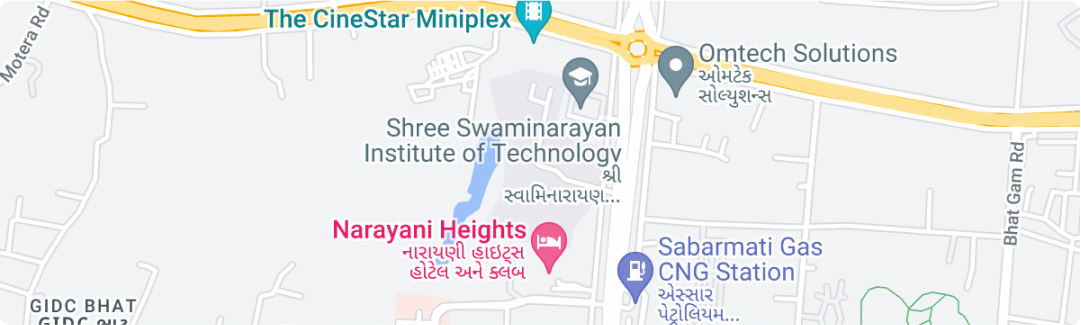 The CineStar Miniplex
Motera Rd
Omtech Solutions
ઓમટેક
સોલ્યુશન્સ
Shree Swaminarayan
Institute of Technology
શ્રી
સ્વામિનારાયણ...
Bhat Gam Rd
Narayani Heights
નારાયણી હાઇટ્સ
હોટેલ અને ક્લબ
Sabarmati Gas
CNG Station
એસ્સાર
પેટ્રોલિયમ...
GIDC BHAT
GIDC ભાટ